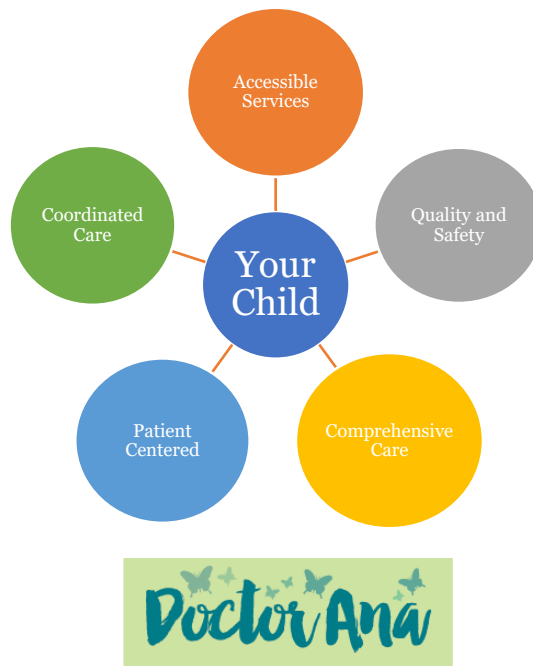 Accessible
Services
Coordinated
Care
Quality and
Safety
Your
Child
Patient
Centered
Comprehensive
Care
Doctor Ana